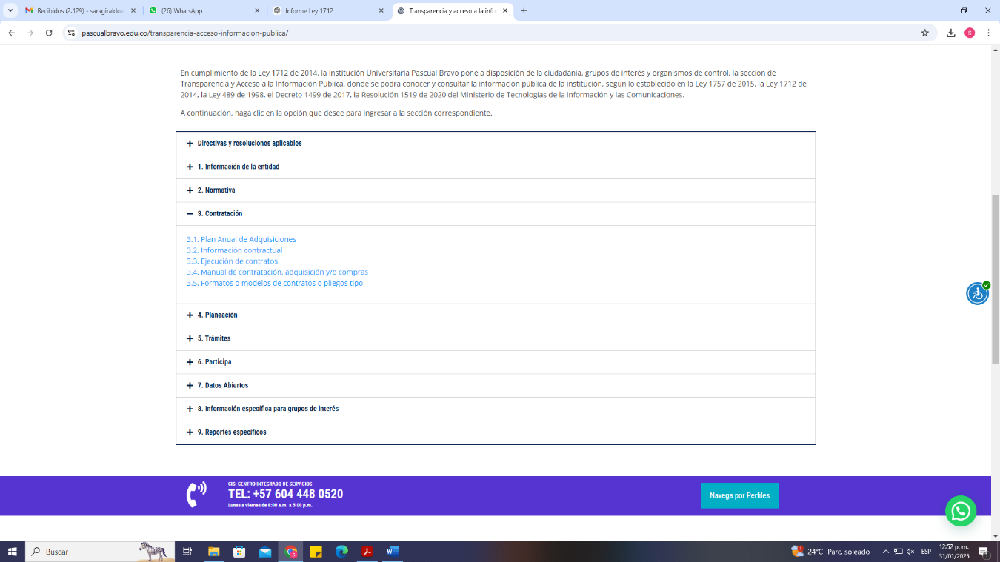 Recibidos (2.129) - saragiraldov
(26) WhatsApp
Informe Ley 1712
Transparencia y acceso a la info
pascualbravo.edu.co/transparencia-acceso-informacion-publica/
S
En cumplimiento de la Ley 1712 de 2014, la Institución Universitaria Pascual Bravo pone a disposición de la ciudadanía, grupos de interés y organismos de control, la sección de
Transparencia y Acceso a la Información Pública, donde se podrá conocer y consultar la información pública de la institución, según lo establecido en la Ley 1757 de 2015, la Ley 1712 de
2014, la Ley 489 de 1998, el Decreto 1499 de 2017, la Resolución 1519 de 2020 del Ministerio de Tecnologías de la información y las Comunicaciones.
A continuación, haga clic en la opción que desee para ingresar a la sección correspondiente.
Directivas y resoluciones aplicables
1. Información de la entidad
2. Normativa
3. Contratación
3.1. Plan Anual de Adquisiciones
3.2. Información contractual
3.3. Ejecución de contratos
3.4. Manual de contratación, adquisición y/o compras
3.5. Formatos o modelos de contratos o pliegos tipo
4. Planeación
5. Trámites
6. Participa
7. Datos Abiertos
8. Información específica para grupos de interés
9. Reportes específicos
CIS: CENTRO INTEGRADO DE SERVICIOS
TEL: +57 604 448 0520
Lunes a viernes de 8:00 a.m. a 5:00 p.m.
Navega por Perfiles
Buscar
24°C Parc. soleado
ESP
12:52 p. m.
31/01/2025